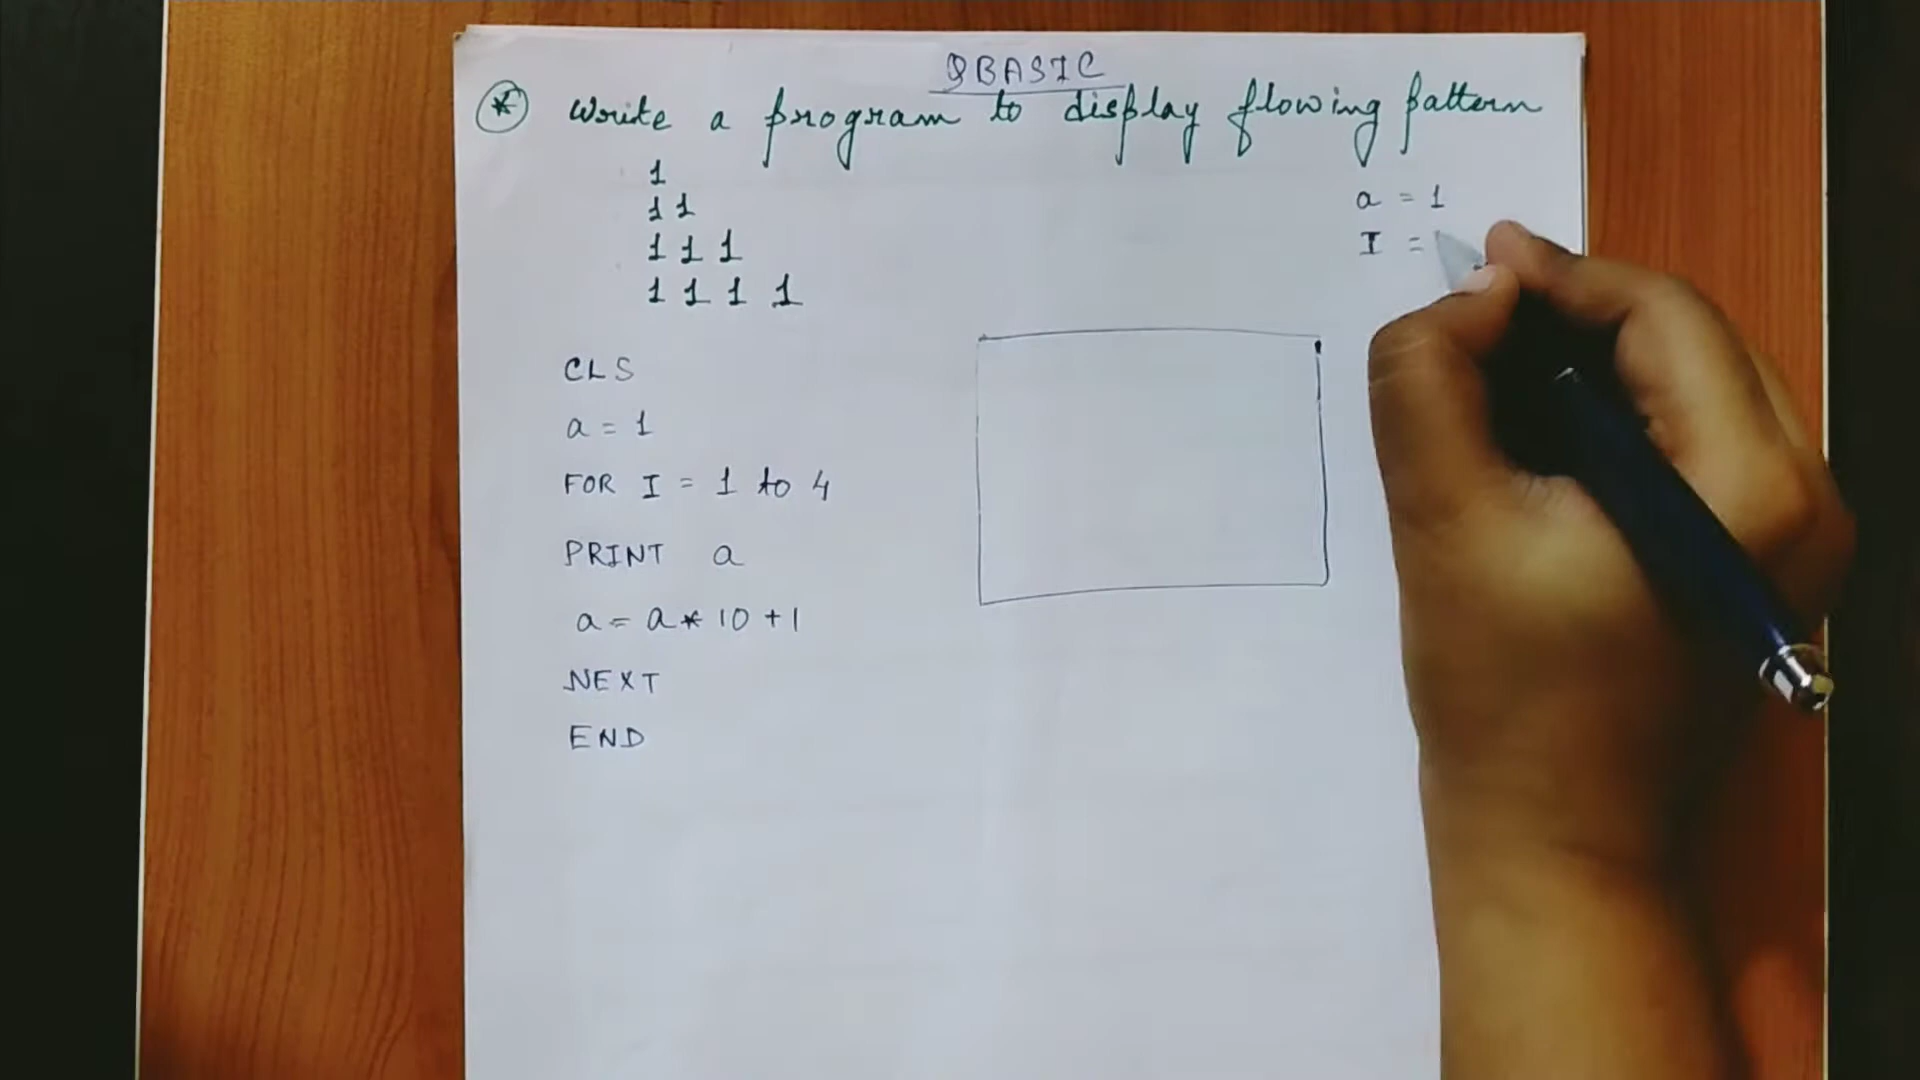 QBASIC
* Write a program to display flowing pattern
1
1 1
1 1 1
1 1 1 1
a = 1
I =
CLS
a = 1
FOR I = 1 to 4
PRINT a
a = a * 10 + 1
NEXT
END